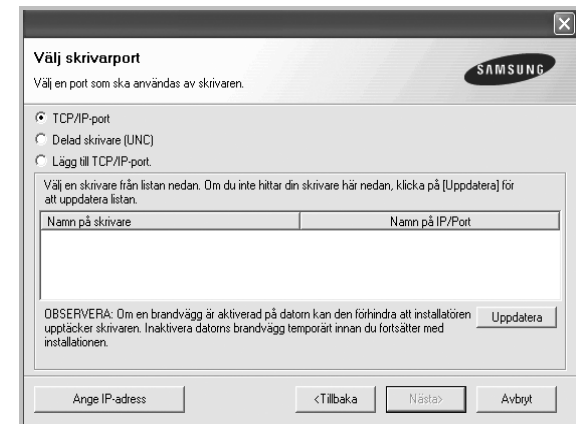 Välj skrivarport
Välj en port som ska användas av skrivaren.
SAMSUNG
TCP/IP-port
Delad skrivare (UNC)
Lägg till TCP/IP-port.
Välj en skrivare från listan nedan. Om du inte hittar din skrivare här nedan, klicka på [Uppdatera] för
att uppdatera listan.
Namn på skrivare
Namn på IP/Port
OBSERVERA: Om en brandvägg är aktiverad på datorn kan den förhindra att installatören
upptäcker skrivaren. Inaktivera datorns brandvägg temporärt innan du fortsätter med
installationen.
Uppdatera
Ange IP-adress
<Tillbaka
Nästa>
Avbryt